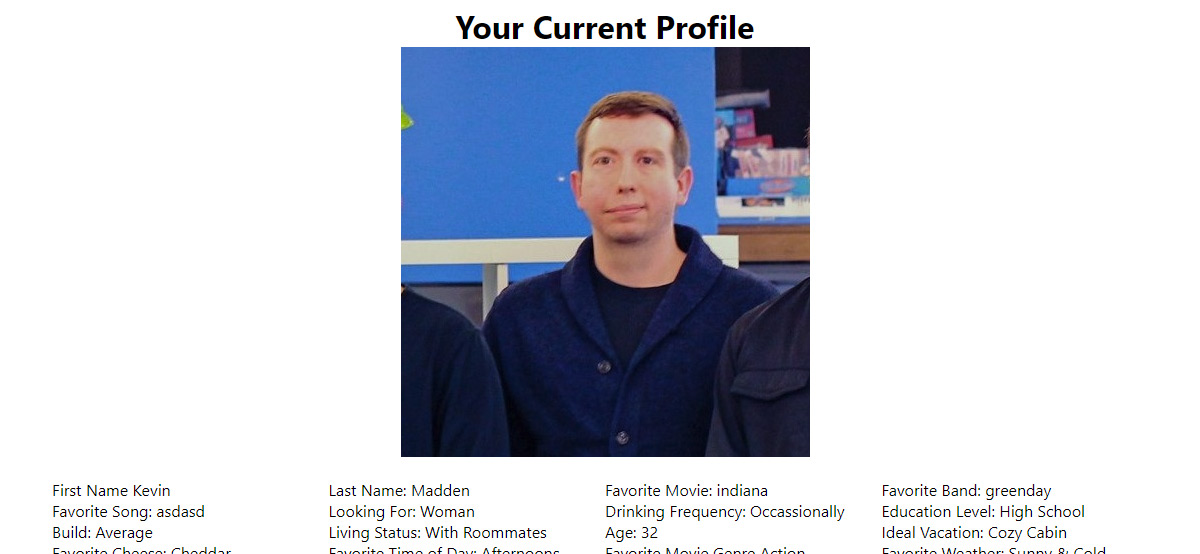 Your Current Profile
First Name Kevin Last Name: Madden Favorite Movie: indiana Favorite Band: greenday
Favorite Song: asdasd Looking For: Woman Drinking Frequency: Occassionally Education Level: High School
Build: Average Living Status: With Roommates Age: 32 Ideal Vacation: Cozy Cabin
Favorite Cheese: Cheddar Favorite Time of Day: Afternoons Favorite Movie Genre Action Favorite Weather: Sunny & Cold